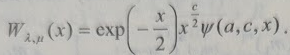 W_{λ,μ}(x) = exp(−x/2) x^{c/2} ψ(a, c, x).